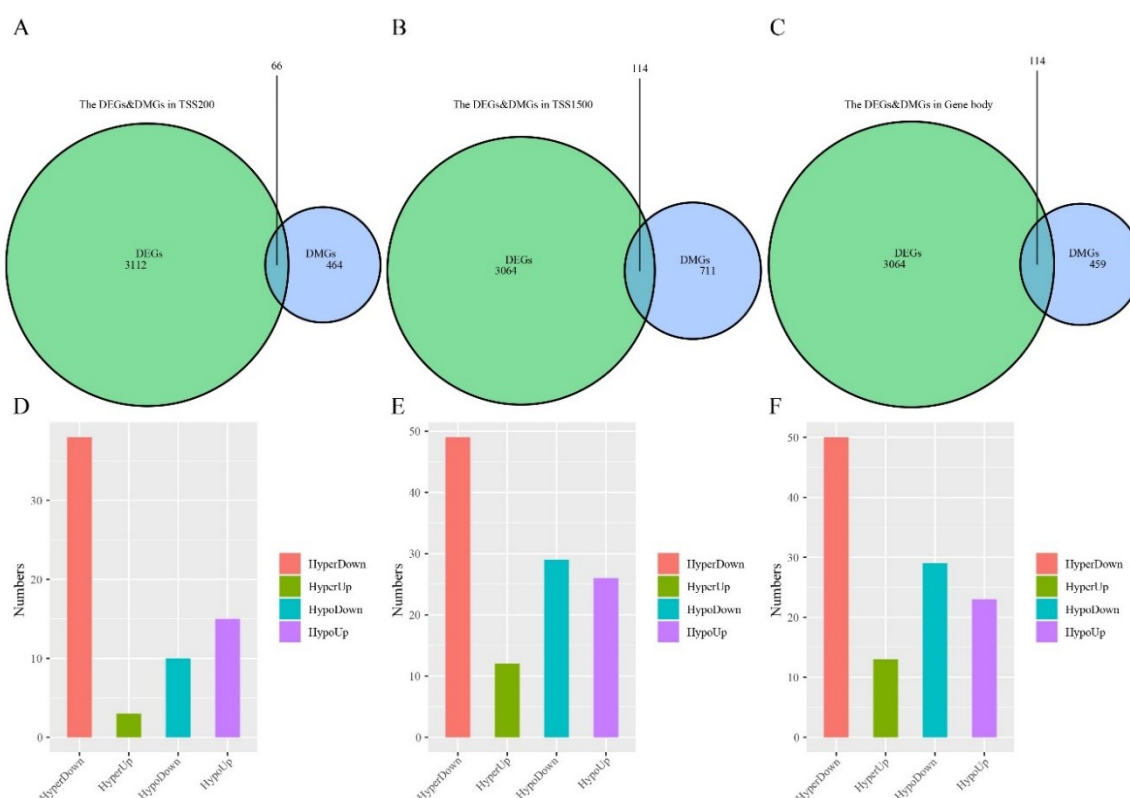 A
B
C
66
114
114
The DEGs&DMGs in TSS200
The DEGs&DMGs in TSS1500
The DEGs&DMGs in Gene body
DEGs
3112
DMGs
464
DEGs
3064
DMGs
711
DEGs
3064
DMGs
459
D
E
F
Numbers
30
20
10
0
HyperDown
HyperUp
HypoDown
HypoUp
HyperDown
HyperUp
HypoDown
HypoUp
Numbers
50
40
30
20
10
0
HyperDown
HyperUp
HypoDown
HypoUp
HyperDown
HyperUp
HypoDown
HypoUp
Numbers
50
40
30
20
10
0
HyperDown
HyperUp
HypoDown
HypoUp
HyperDown
HyperUp
HypoDown
HypoUp